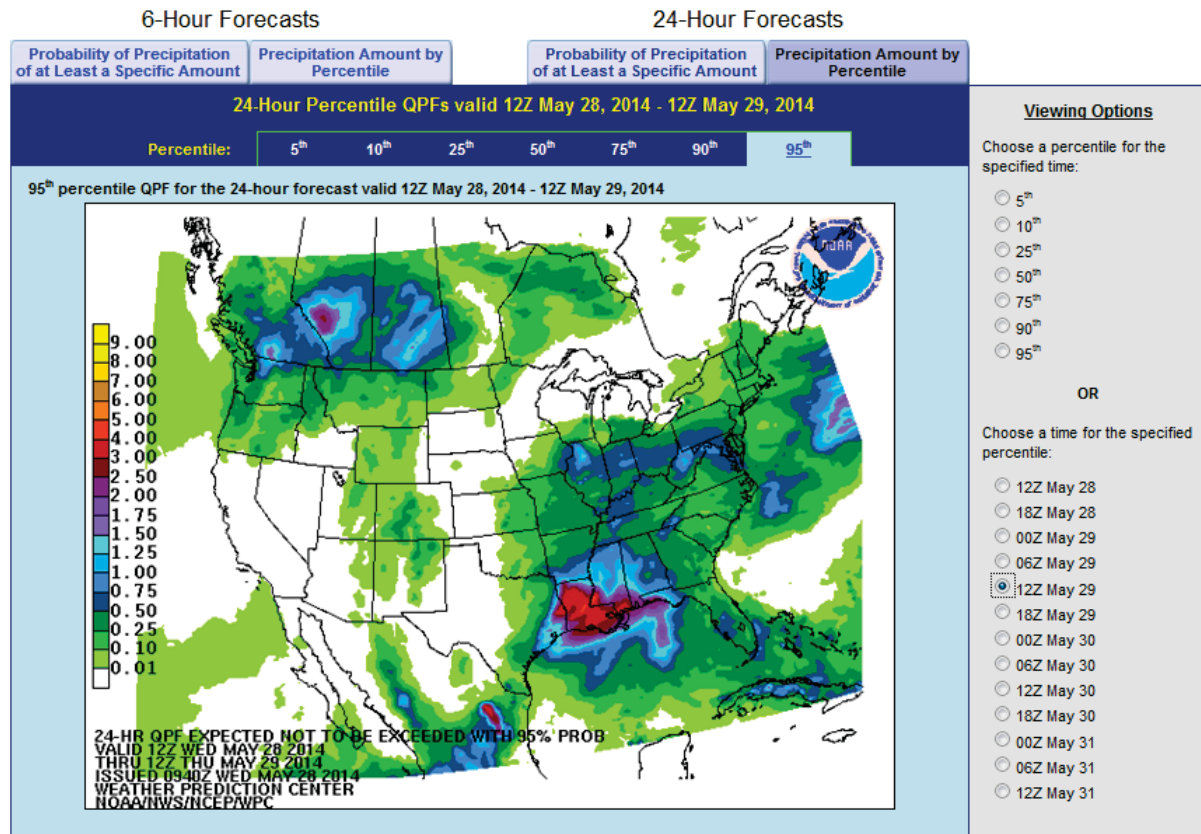 6-Hour Forecasts
24-Hour Forecasts
Probability of Precipitation
of at Least a Specific Amount
Precipitation Amount by
Percentile
Probability of Precipitation
of at Least a Specific Amount
Precipitation Amount by
Percentile
24-Hour Percentile QPFs valid 12Z May 28, 2014 - 12Z May 29, 2014
Percentile: 5th 10th 25th 50th 75th 90th 95th
95th percentile QPF for the 24-hour forecast valid 12Z May 28, 2014 - 12Z May 29, 2014
NOAA
9.00
8.00
7.00
6.00
5.00
4.00
3.00
2.50
2.00
1.75
1.50
1.25
1.00
0.75
0.50
0.25
0.10
0.01
24-HR QPF EXPECTED NOT TO BE EXCEEDED WITH 95% PROB
VALID 12Z WED MAY 28 2014
THRU 12Z THU MAY 29 2014
ISSUED 0940Z WED MAY 28 2014
WEATHER PREDICTION CENTER
NOAA/NWS/NCEP/WPC
Viewing Options
Choose a percentile for the
specified time:
5th
10th
25th
50th
75th
90th
95th
OR
Choose a time for the specified
percentile:
12Z May 28
18Z May 28
00Z May 29
06Z May 29
12Z May 29
18Z May 29
00Z May 30
06Z May 30
12Z May 30
18Z May 30
00Z May 31
06Z May 31
12Z May 31